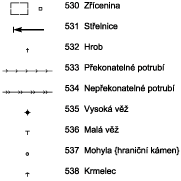 530 Zřícenina
531 Střelnice
532 Hrob
533 Překonatelné potrubí
534 Nepřekonatelné potrubí
535 Vysoká věž
536 Malá věž
537 Mohyla {hraniční kámen}
538 Krmelec